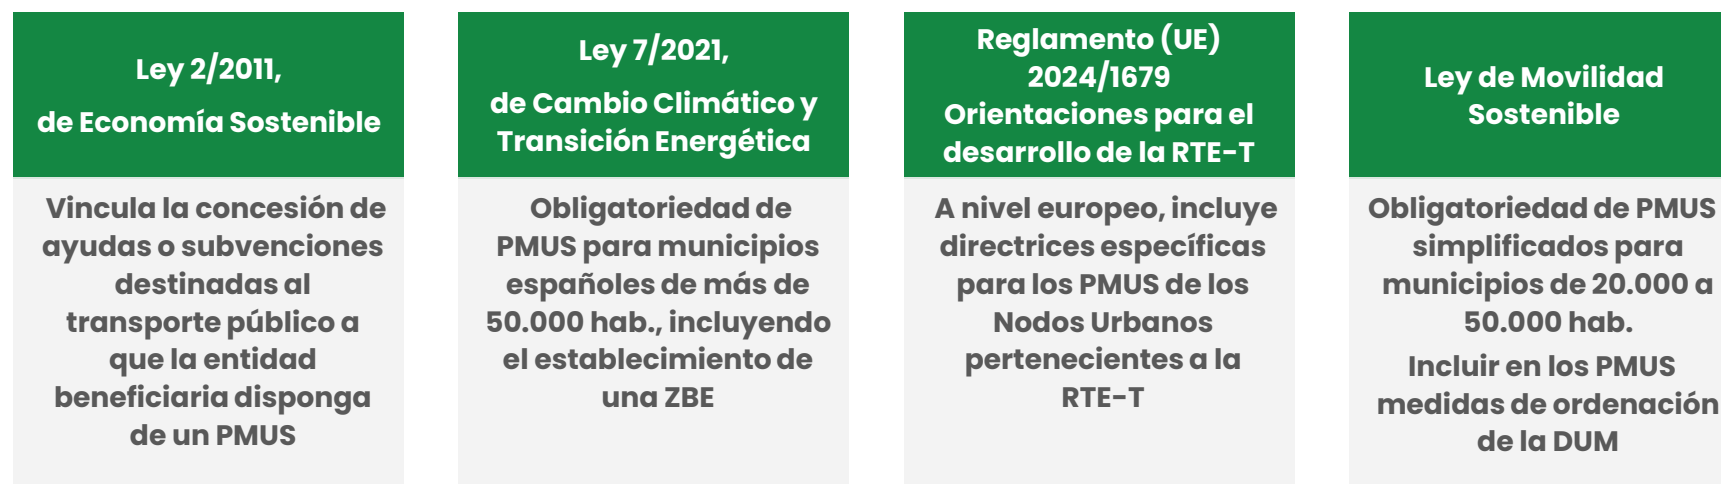 Ley 2/2011,
de Economía Sostenible
Vincula la concesión de
ayudas o subvenciones
destinadas al
transporte público a
que la entidad
beneficiaria disponga
de un PMUS
Ley 7/2021,
de Cambio Climático y
Transición Energética
Obligatoriedad de
PMUS para municipios
españoles de más de
50.000 hab., incluyendo
el establecimiento de
una ZBE
Reglamento (UE)
2024/1679
Orientaciones para el
desarrollo de la RTE-T
A nivel europeo, incluye
directrices específicas
para los PMUS de los
Nodos Urbanos
pertenecientes a la
RTE-T
Ley de Movilidad
Sostenible
Obligatoriedad de PMUS
simplificados para
municipios de 20.000 a
50.000 hab.
Incluir en los PMUS
medidas de ordenación
de la DUM